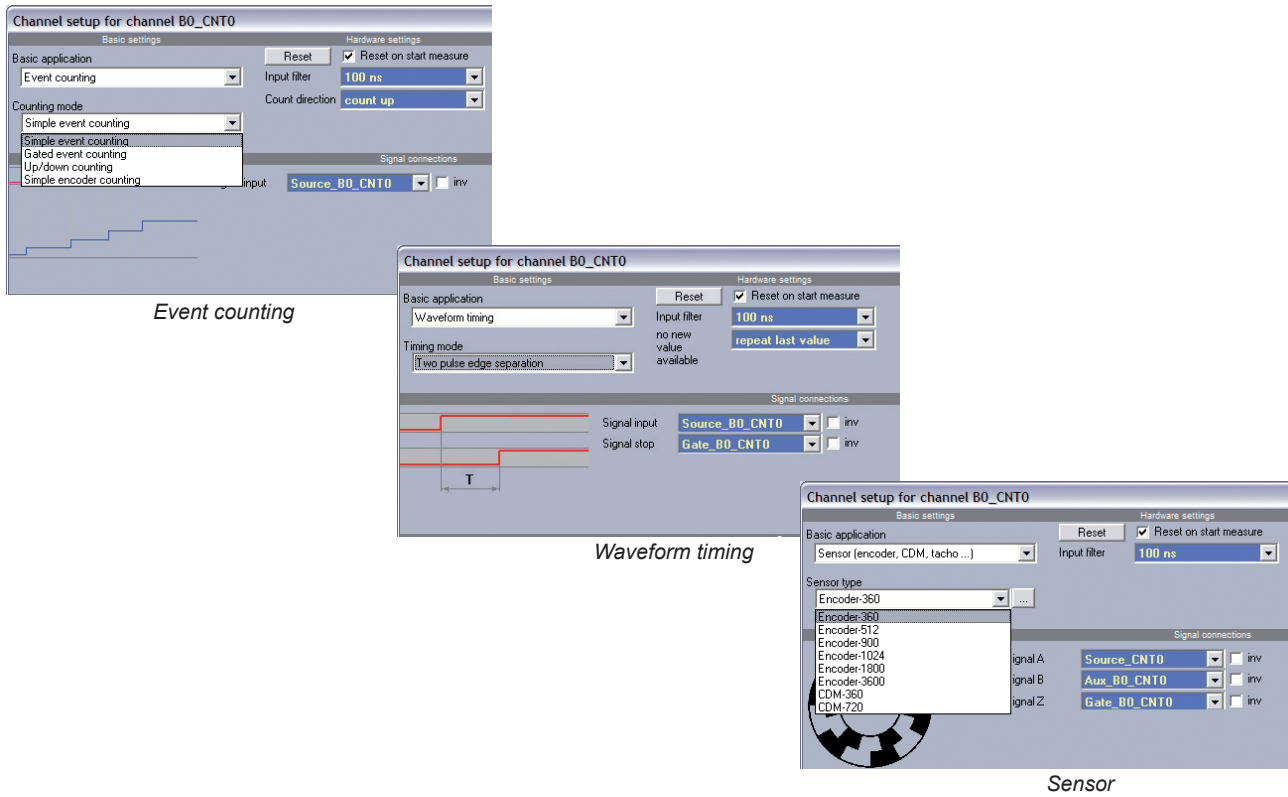 Channel setup for channel B0_CNT0
Basic settings Hardware settings
Basic application Reset Reset on start measure
Event counting Input filter 100 ns
Counting mode Count direction count up
Simple event counting
Simple event counting
Gated event counting Signal connections
Up/down counting
Simple encoder counting input Source_B0_CNT0 inv
Event counting
Channel setup for channel B0_CNT0
Basic settings Hardware settings
Basic application Reset Reset on start measure
Waveform timing Input filter 100 ns
no new
value
available
repeat last value
Timing mode
Two pulse edge separation
Signal connections
Signal input Source_B0_CNT0 inv
Signal stop Gate_B0_CNT0 inv
T
Waveform timing
Channel setup for channel B0_CNT0
Basic settings Hardware settings
Basic application Reset Reset on start measure
Sensor (encoder, CDM, tacho ...) Input filter 100 ns
Sensor type
Encoder-360 ...
Encoder-360
Encoder-512 Signal connections
Encoder-900
Encoder-1024 ignal A Source_CNT0 inv
Encoder-1800
Encoder-3600 ignal B Aux_B0_CNT0 inv
CDM-360
CDM-720 ignal Z Gate_B0_CNT0 inv
Sensor